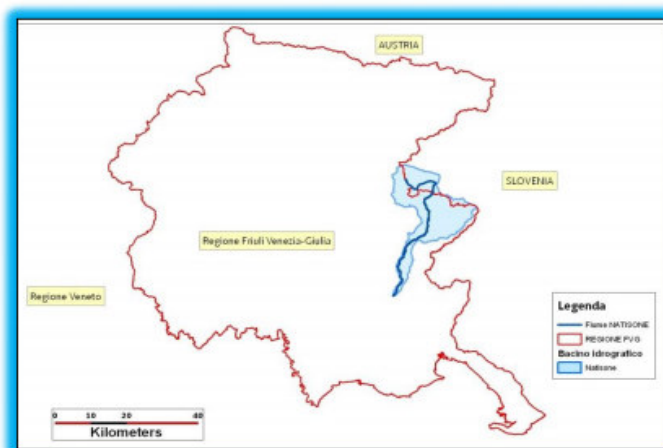 AUSTRIA
SLOVENIA
Regione Friuli Venezia-Giulia
Regione Veneto
Legenda
Fiume NATISONE
REGIONE FVG
Bacino idrografico
Natisone
0 10 20 40
Kilometers